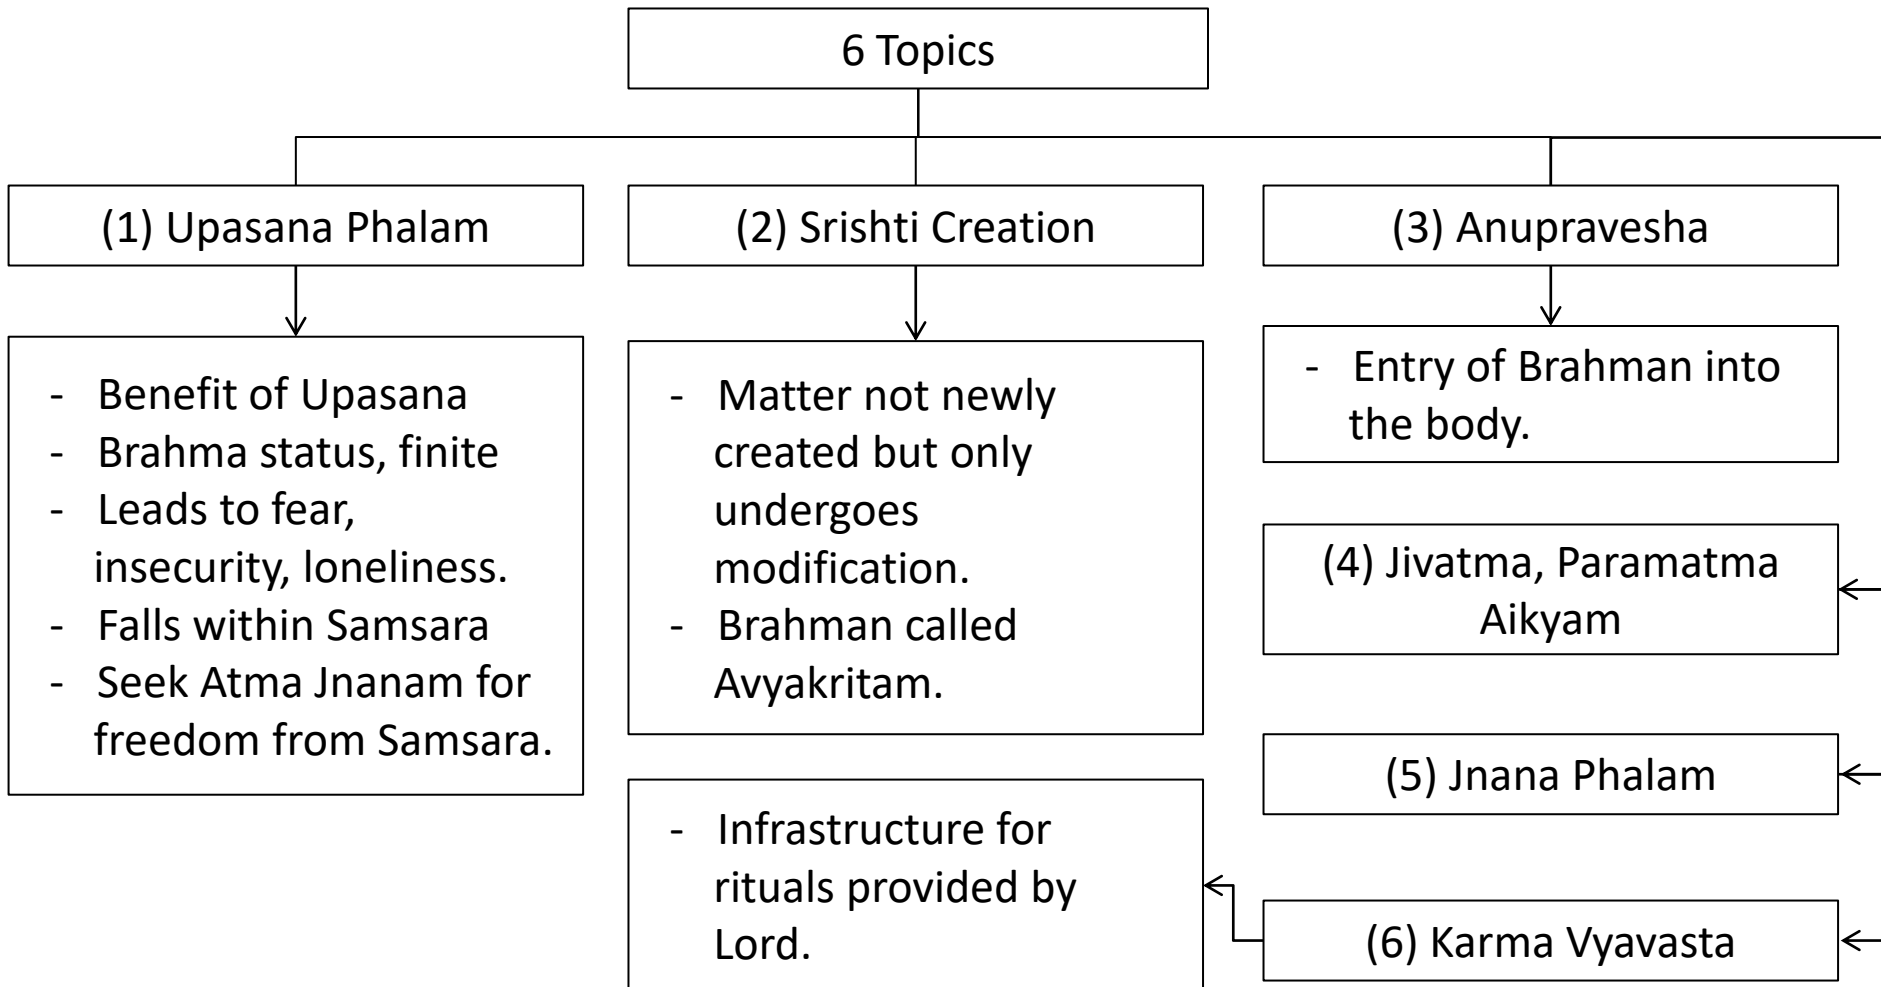 6 Topics
(1) Upasana Phalam
- Benefit of Upasana
- Brahma status, finite
- Leads to fear,
insecurity, loneliness.
- Falls within Samsara
- Seek Atma Jnanam for
freedom from Samsara.
(2) Srishti Creation
- Matter not newly
created but only
undergoes
modification.
- Brahman called
Avyakritam.
(3) Anupravesha
- Entry of Brahman into
the body.
(4) Jivatma, Paramatma
Aikyam
(5) Jnana Phalam
(6) Karma Vyavasta
- Infrastructure for
rituals provided by
Lord.